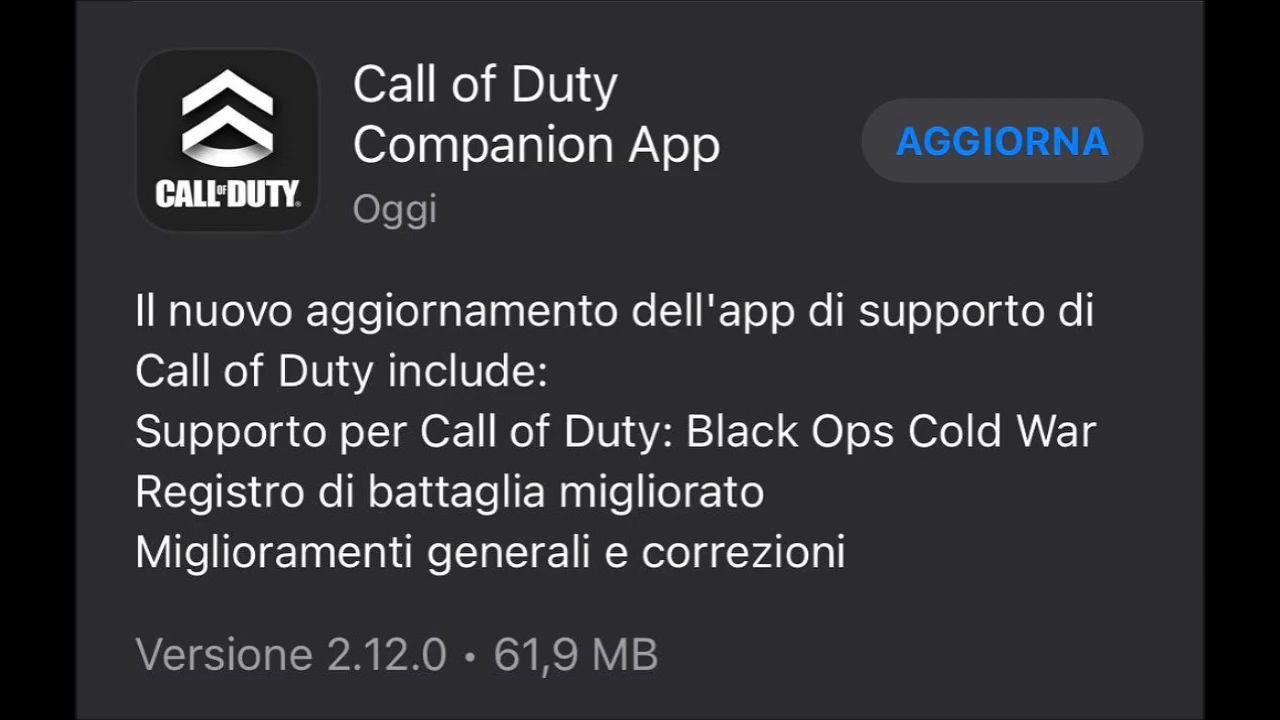 Call of Duty
Companion App
AGGIORNA
Oggi
CALL OF DUTY.
Il nuovo aggiornamento dell'app di supporto di
Call of Duty include:
Supporto per Call of Duty: Black Ops Cold War
Registro di battaglia migliorato
Miglioramenti generali e correzioni
Versione 2.12.0 • 61,9 MB